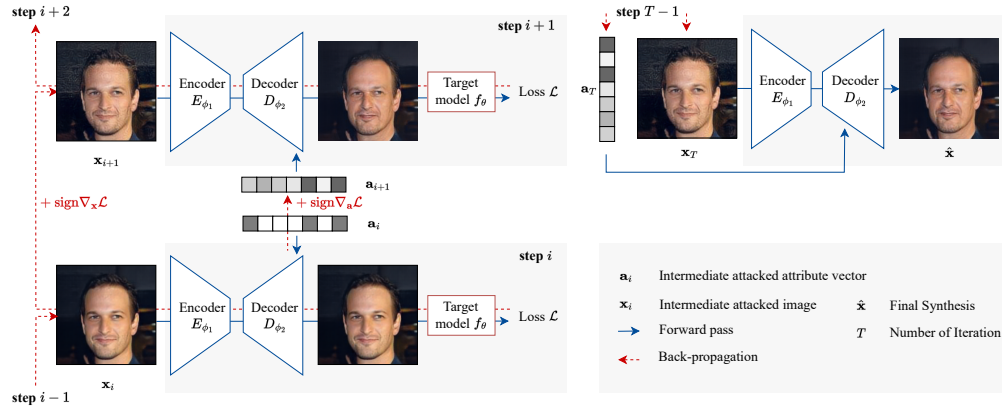 step i+2
step i+1
Encoder
E_{ϕ_1}
Decoder
D_{ϕ_2}
Target
model f_θ
Loss ℒ
x_{i+1}
a_{i+1}
+ sign∇_xℒ
+ sign∇_aℒ
a_i
step i
Encoder
E_{ϕ_1}
Decoder
D_{ϕ_2}
Target
model f_θ
Loss ℒ
x_i
step i−1
step T−1
a_T
Encoder
E_{ϕ_1}
Decoder
D_{ϕ_2}
x_T
x̂
a_i Intermediate attacked attribute vector
x_i Intermediate attacked image
x̂ Final Synthesis
Forward pass
T Number of Iteration
Back-propagation